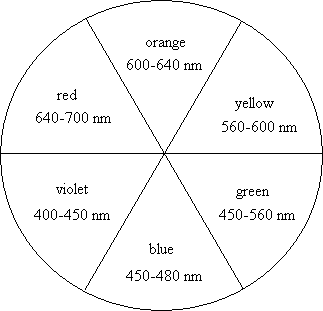 orange
600-640 nm
red
640-700 nm
yellow
560-600 nm
violet
400-450 nm
green
450-560 nm
blue
450-480 nm